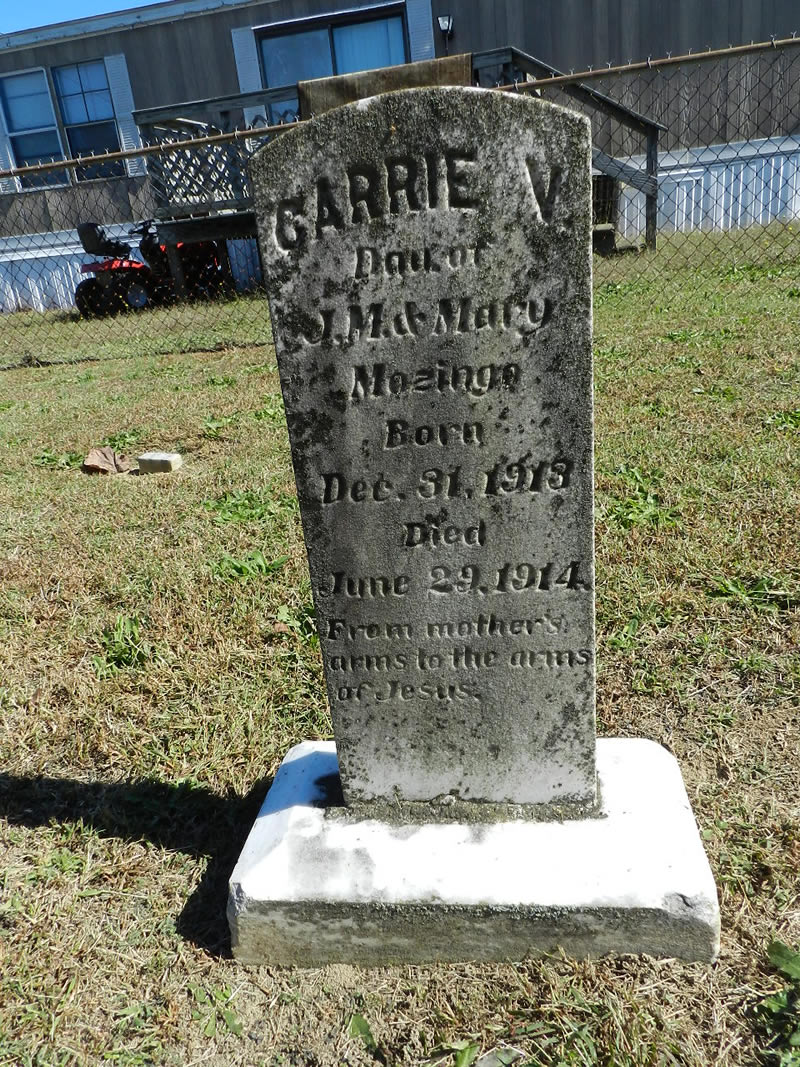 CARRIE V.
Dau. of
J. M. & Mary
Mozingo
Born
Dec. 31, 1913
Died
June 29, 1914.
From mother's
arms to the arms
of Jesus.